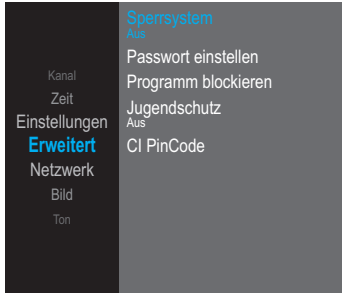 Kanal
Zeit
Einstellungen
Erweitert
Netzwerk
Bild
Ton
Sperrsystem
Aus
Passwort einstellen
Programm blockieren
Jugendschutz
Aus
CI PinCode